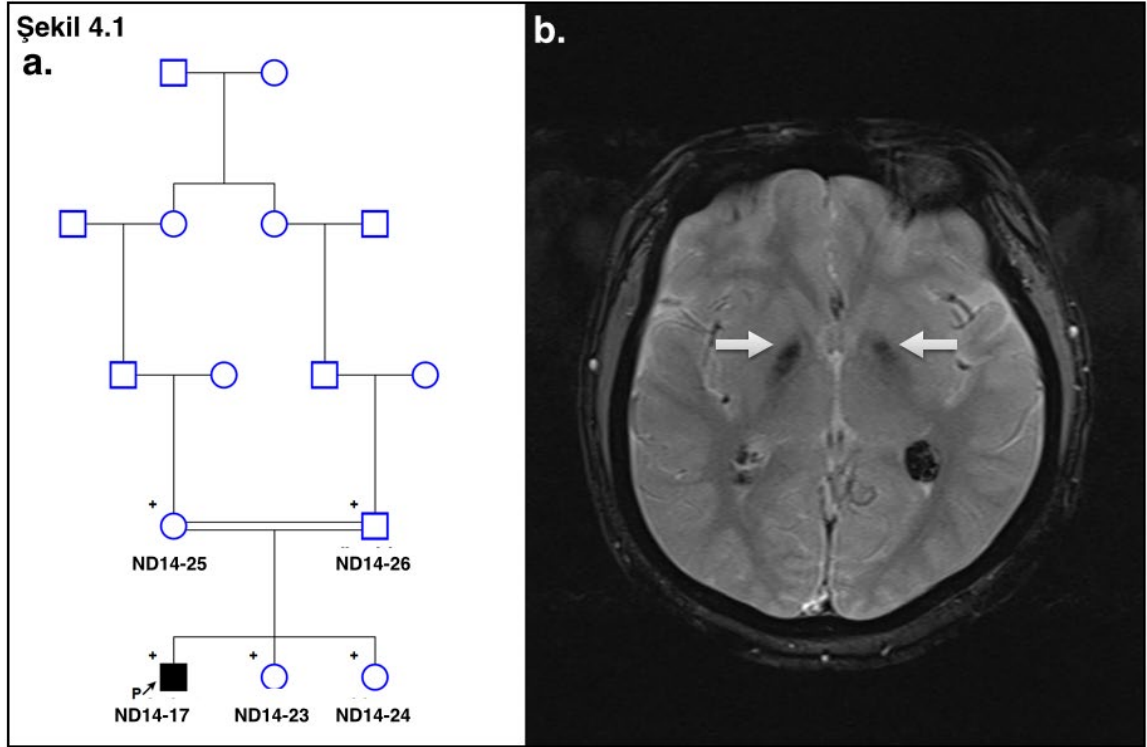 Şekil 4.1
a.
b.
+
+
ND14-25
ND14-26
+
+
+
P
ND14-17
ND14-23
ND14-24